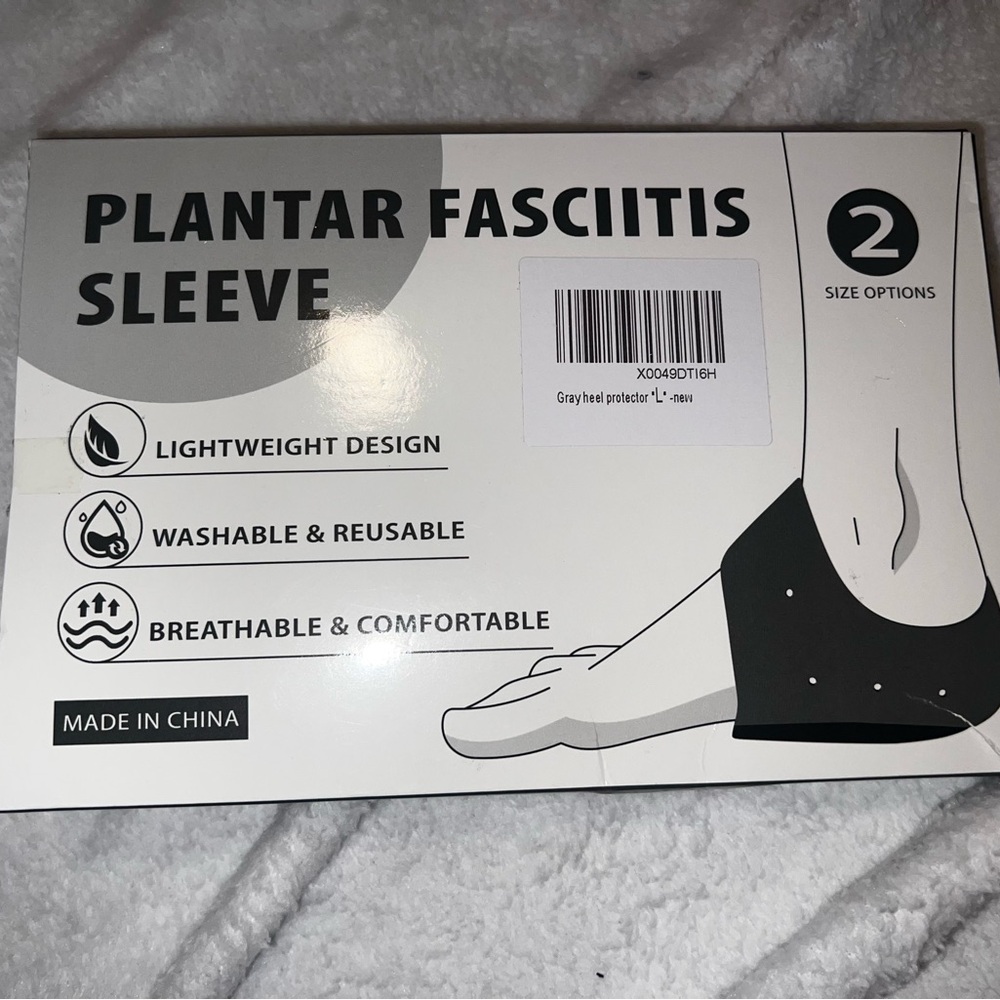 PLANTAR FASCIITIS
SLEEVE
2
SIZE OPTIONS
X0049DTI6H
Gray heel protector "L" -new
LIGHTWEIGHT DESIGN
WASHABLE & REUSABLE
BREATHABLE & COMFORTABLE
MADE IN CHINA